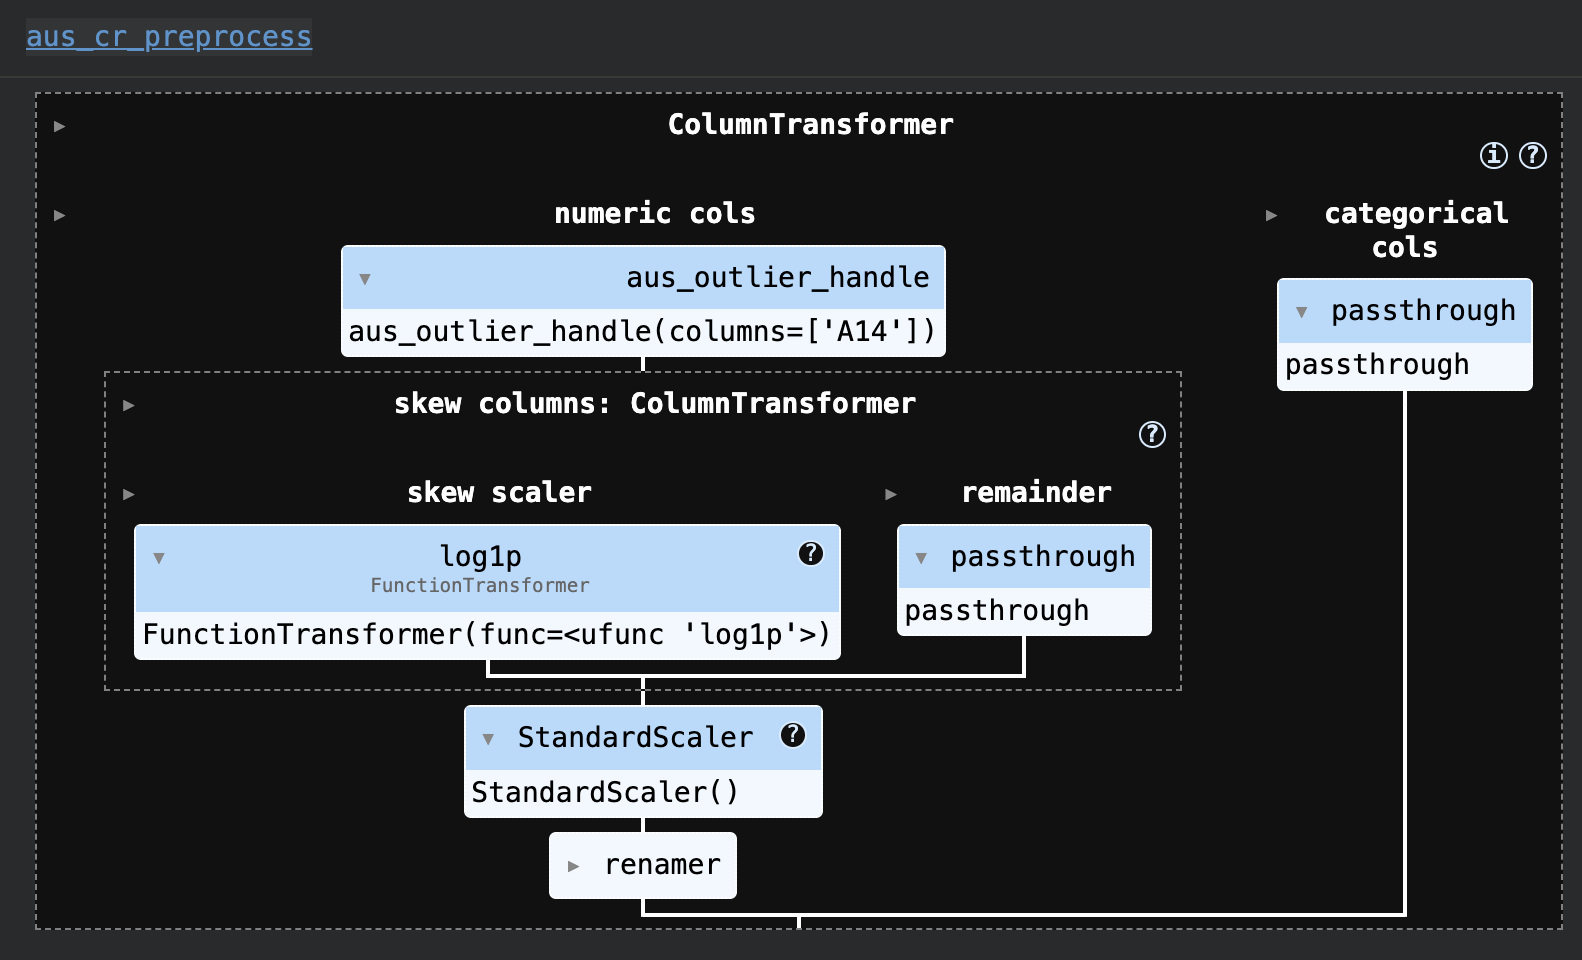 aus_cr_preprocess
ColumnTransformer
i ?
numeric cols
categorical
cols
aus_outlier_handle
aus_outlier_handle(columns=['A14'])
passthrough
passthrough
skew columns: ColumnTransformer
?
skew scaler
remainder
log1p
?
FunctionTransformer
FunctionTransformer(func=<ufunc 'log1p'>)
passthrough
passthrough
StandardScaler
?
StandardScaler()
renamer